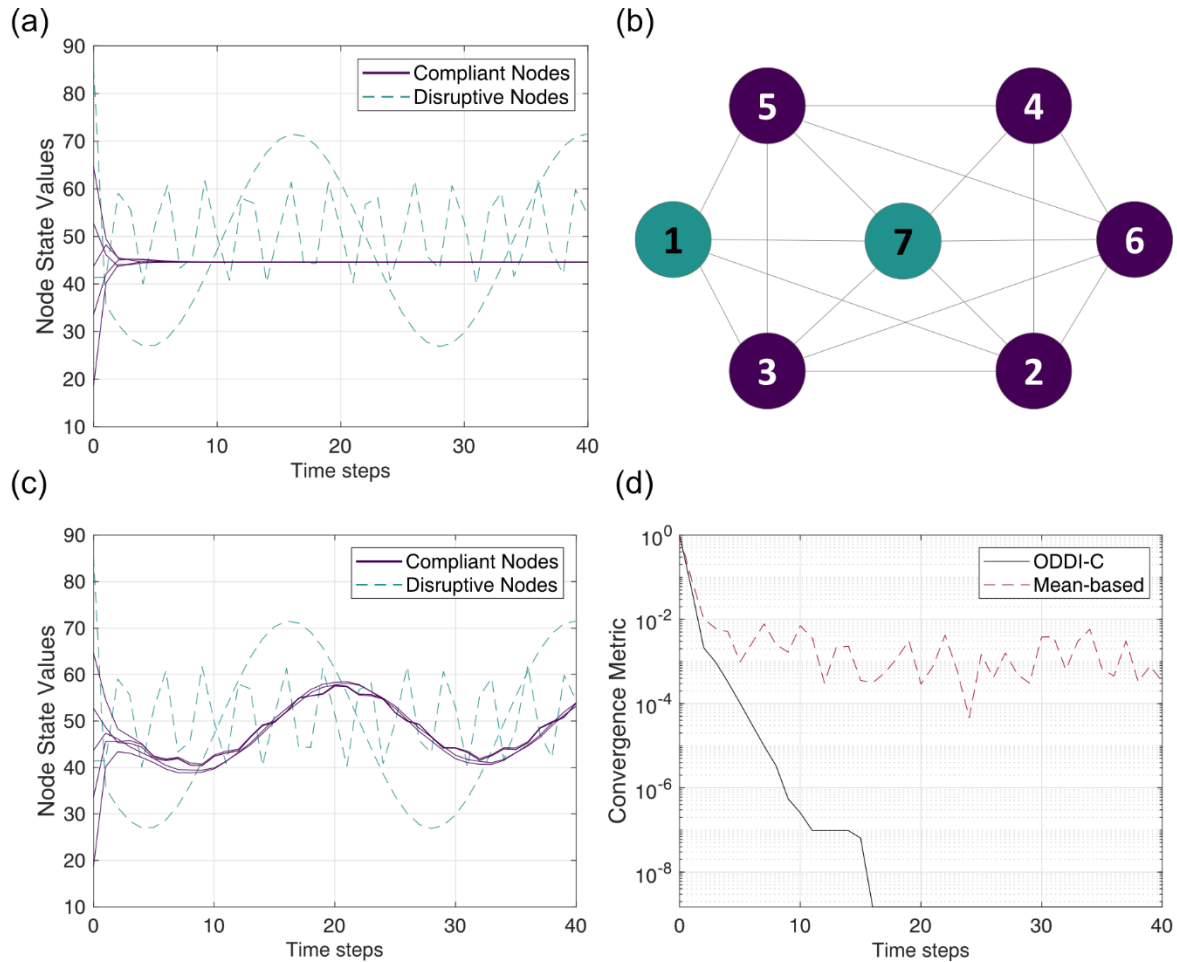 (a)
Node State Values
90
80
70
60
50
40
30
20
10
0
10
20
30
40
Time steps
Compliant Nodes
Disruptive Nodes
(b)
5
4
1
7
6
3
2
(c)
Node State Values
90
80
70
60
50
40
30
20
10
0
10
20
30
40
Time steps
Compliant Nodes
Disruptive Nodes
(d)
Convergence Metric
10⁰
10⁻²
10⁻⁴
10⁻⁶
10⁻⁸
0
10
20
30
40
Time steps
ODDI-C
Mean-based